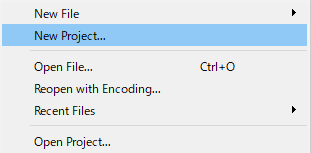 New File
New Project...
Open File... Ctrl+O
Reopen with Encoding...
Recent Files
Open Project...